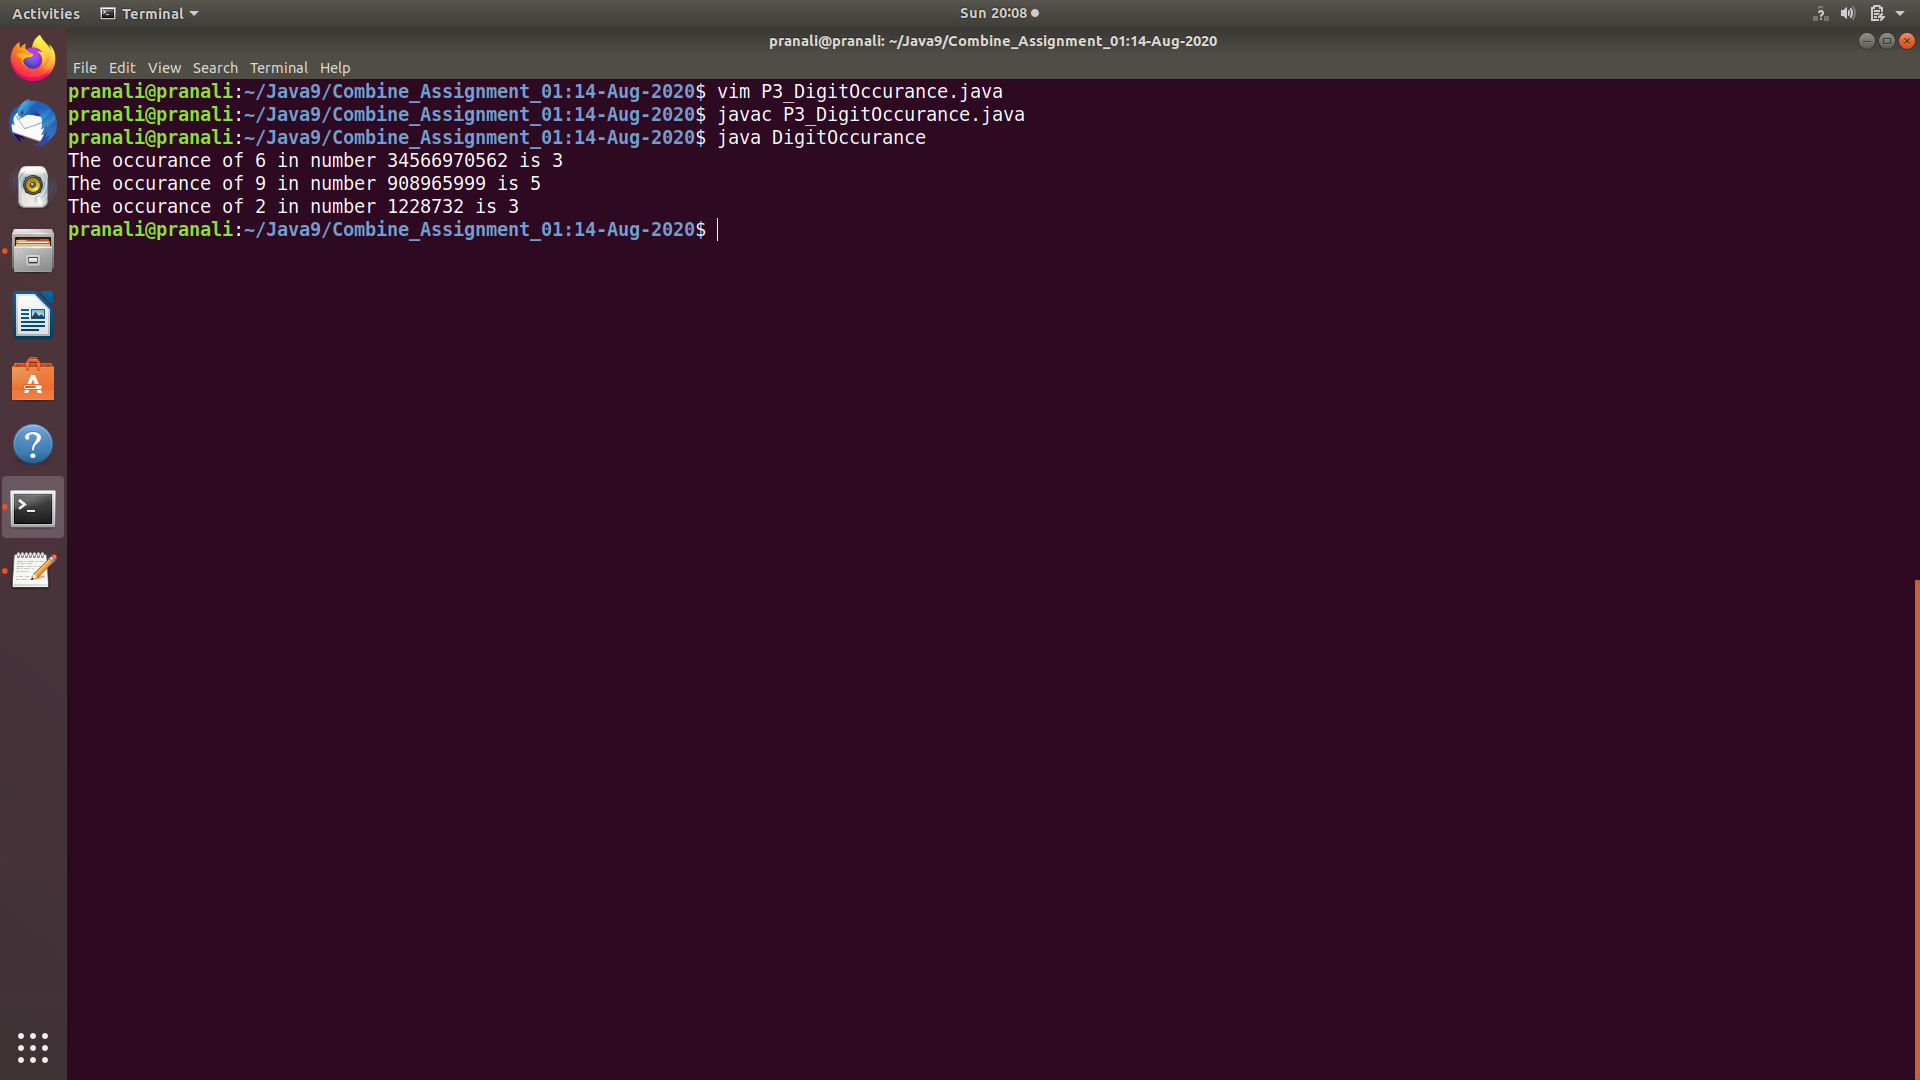 Activities Terminal Sun 20:08
pranali@pranali: ~/Java9/Combine_Assignment_01:14-Aug-2020
File Edit View Search Terminal Help
pranali@pranali:~/Java9/Combine_Assignment_01:14-Aug-2020$ vim P3_DigitOccurance.java
pranali@pranali:~/Java9/Combine_Assignment_01:14-Aug-2020$ javac P3_DigitOccurance.java
pranali@pranali:~/Java9/Combine_Assignment_01:14-Aug-2020$ java DigitOccurance
The occurance of 6 in number 34566970562 is 3
The occurance of 9 in number 908965999 is 5
The occurance of 2 in number 1228732 is 3
pranali@pranali:~/Java9/Combine_Assignment_01:14-Aug-2020$